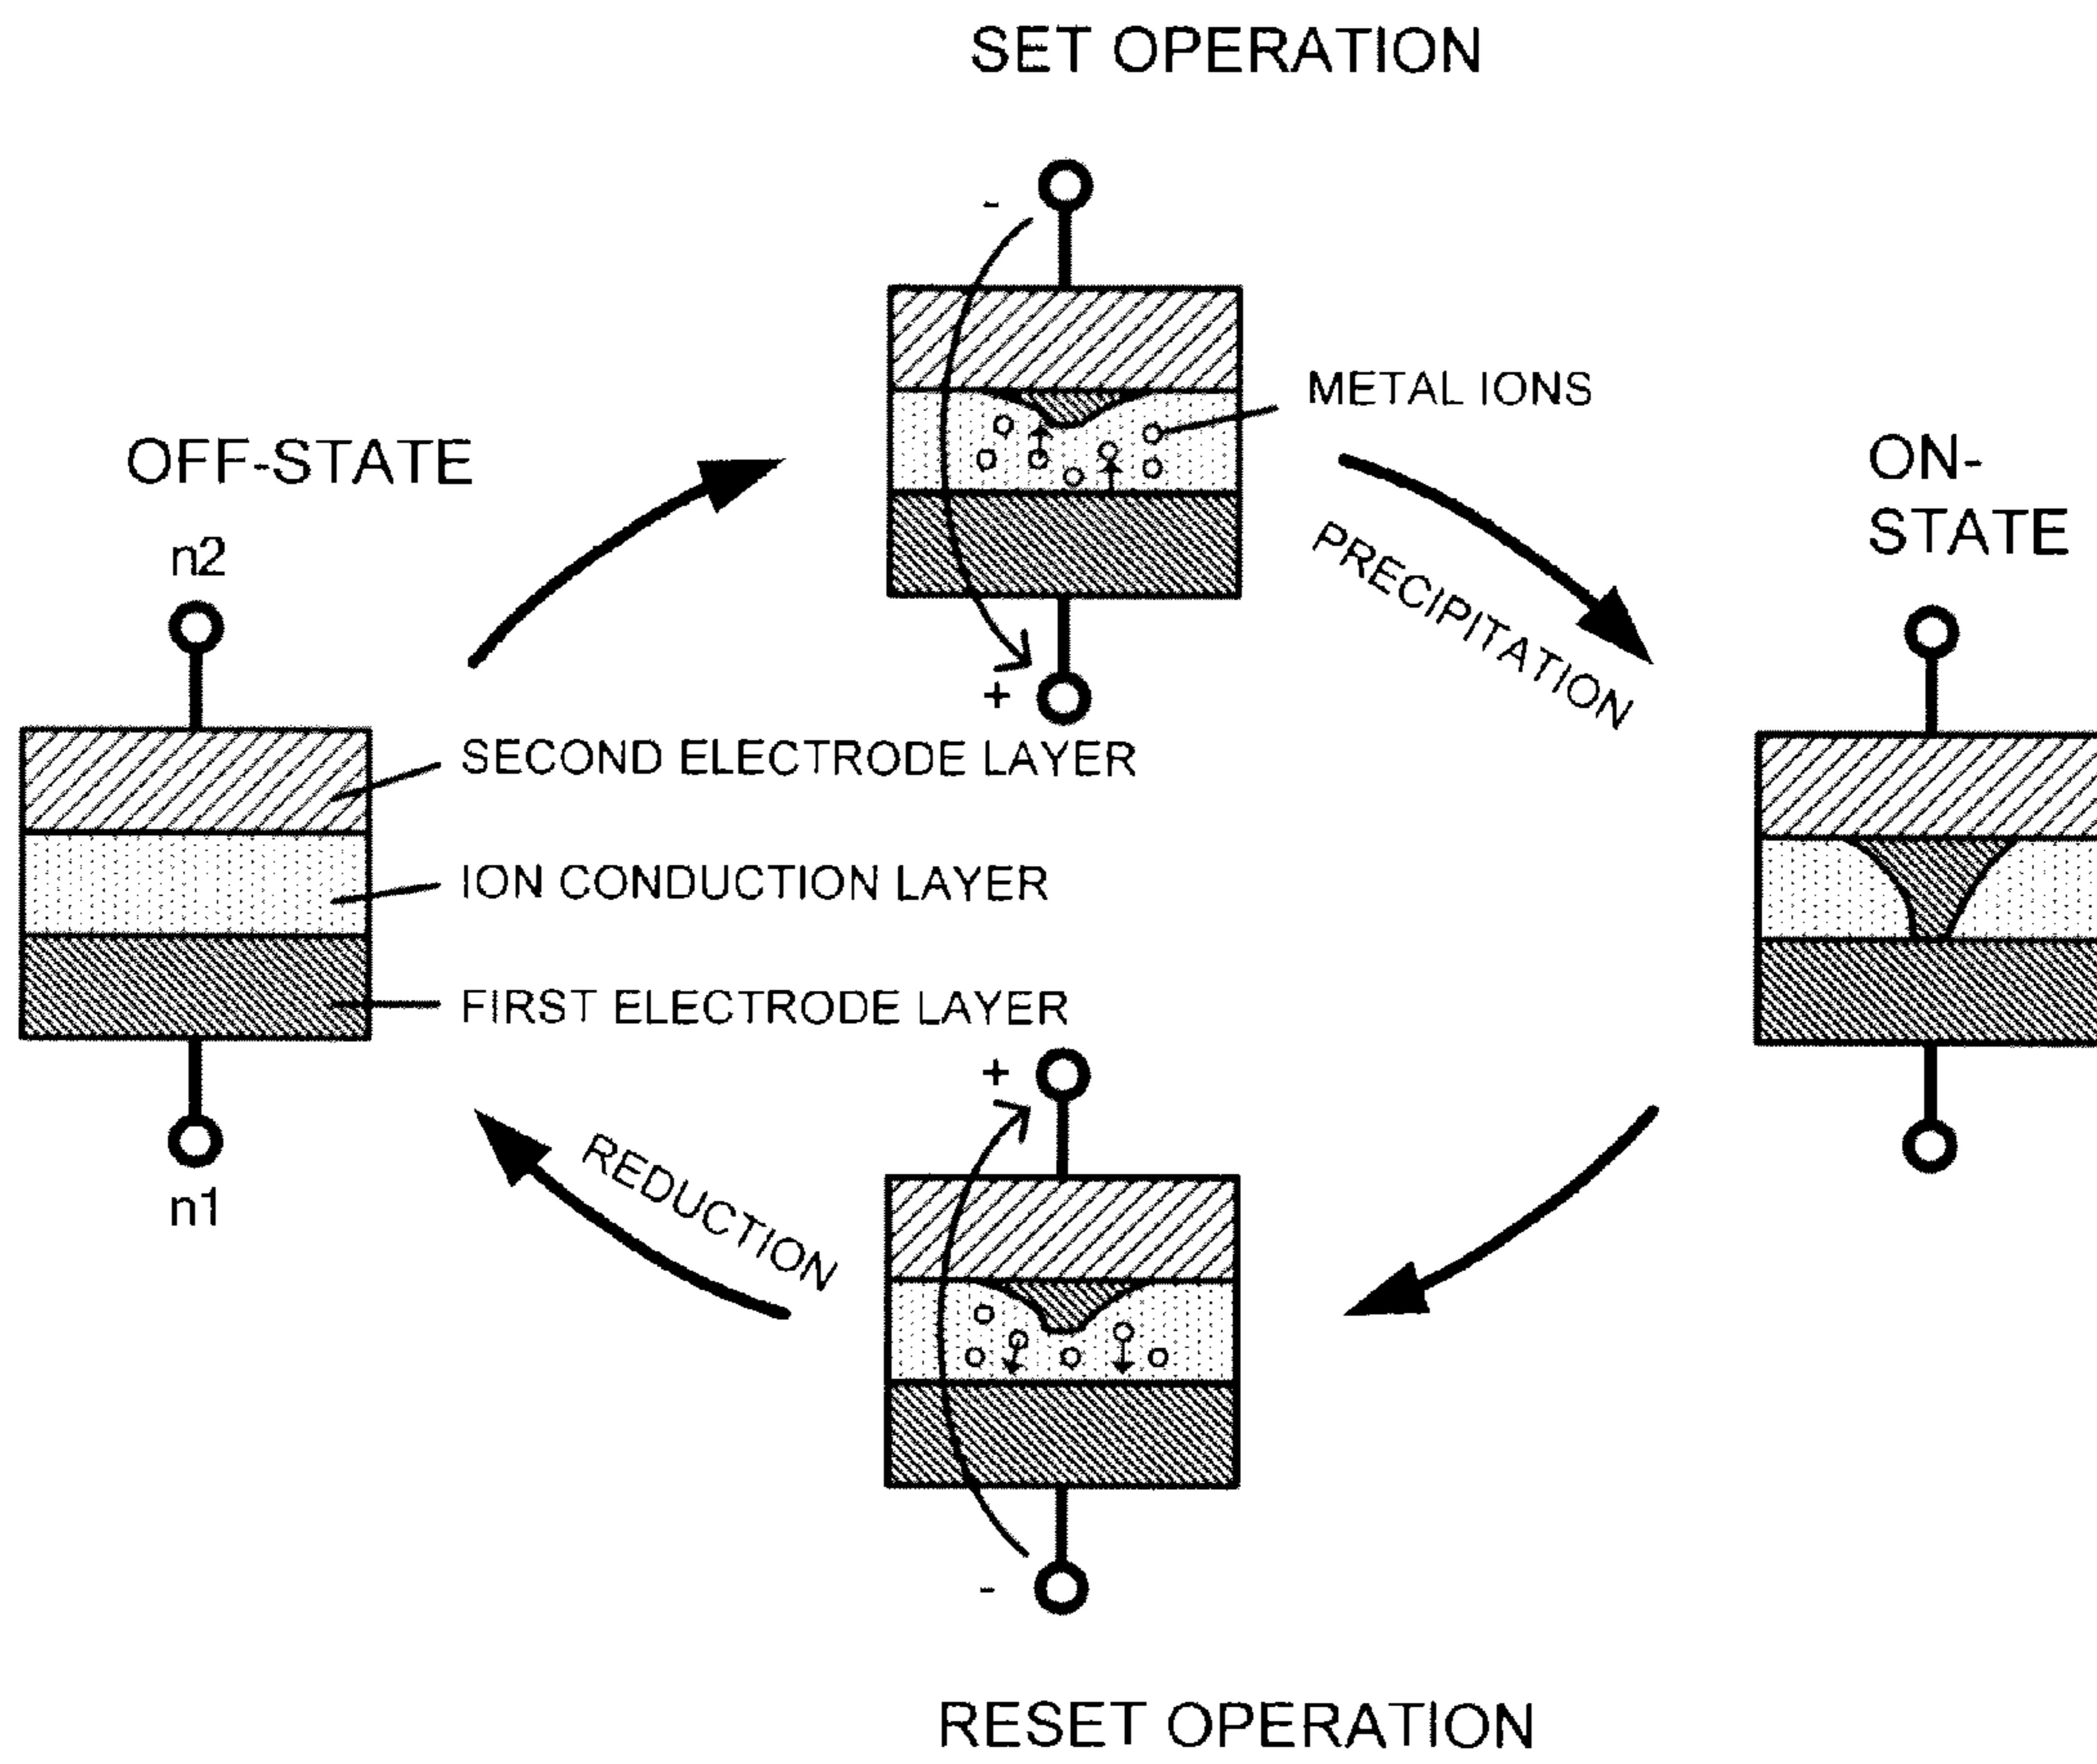 SET OPERATION
-
METAL IONS
OFF-STATE
ON-
STATE
n2
PRECIPITATION
+
SECOND ELECTRODE LAYER
ION CONDUCTION LAYER
FIRST ELECTRODE LAYER
+
REDUCTION
n1
-
RESET OPERATION